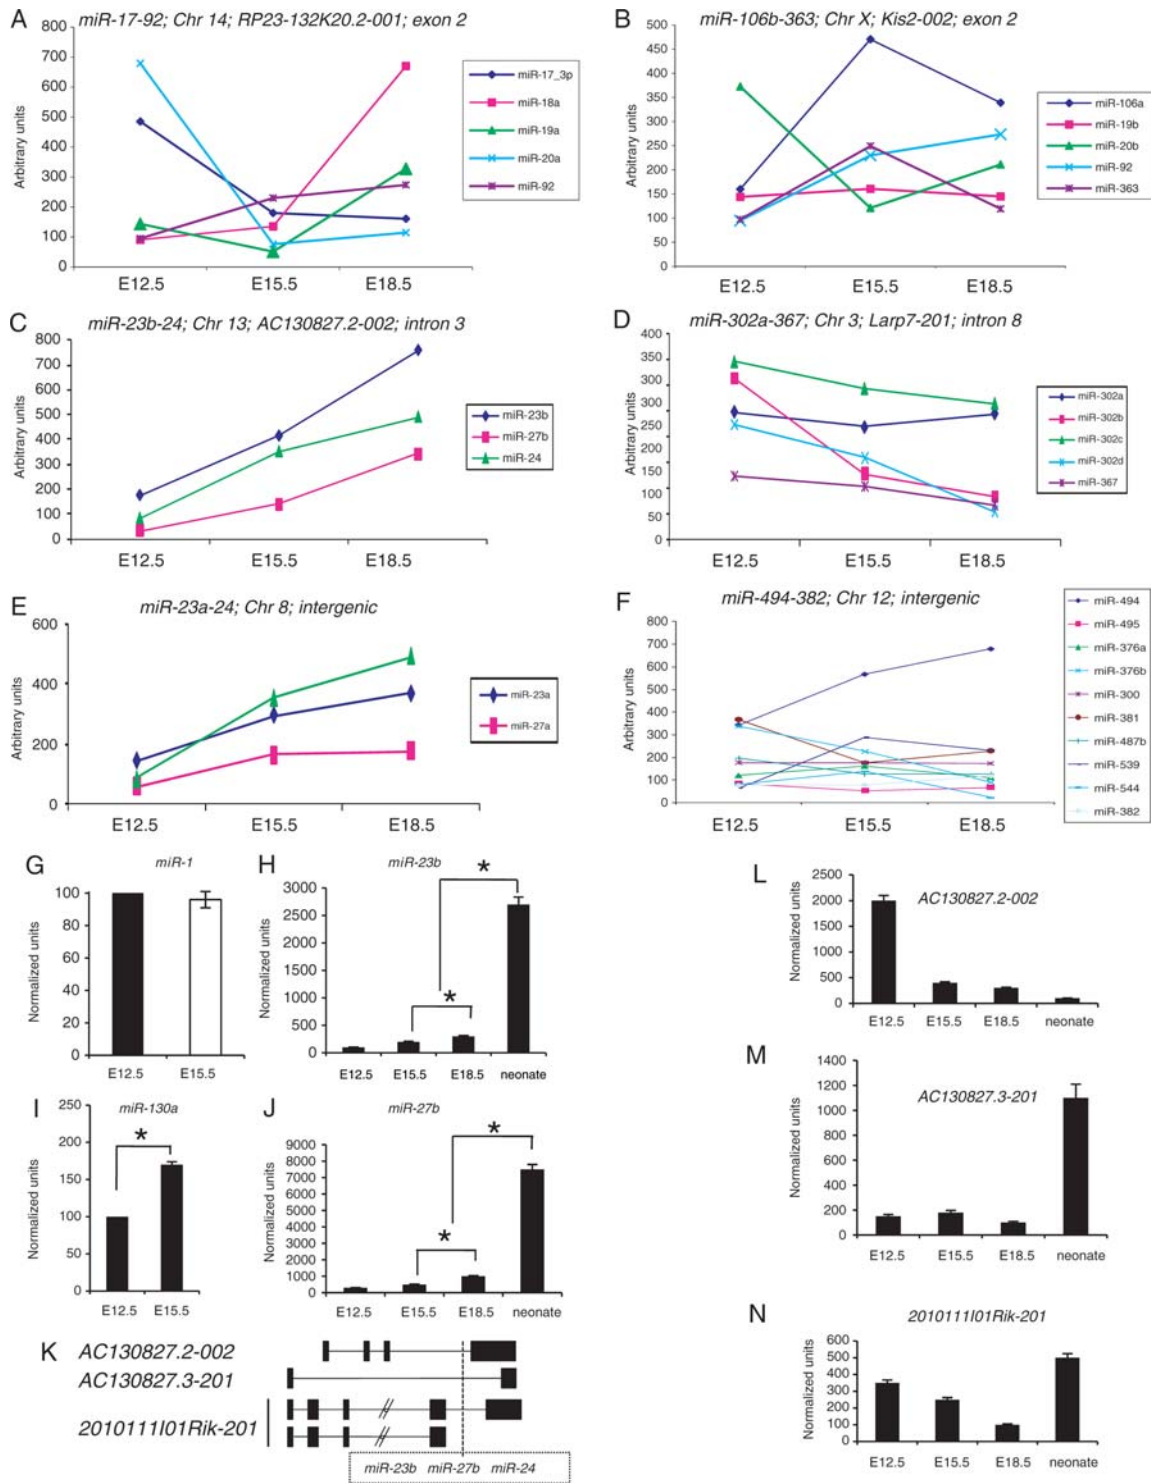 A
miR-17-92; Chr 14; RP23-132K20.2-001; exon 2
800
700
600
500
400
300
200
100
0
Arbitrary units
E12.5 E15.5 E18.5
miR-17_3p
miR-18a
miR-19a
miR-20a
miR-92
B
miR-106b-363; Chr X; Kis2-002; exon 2
500
450
400
350
300
250
200
150
100
50
0
Arbitrary units
E12.5 E15.5 E18.5
miR-106a
miR-19b
miR-20b
miR-92
miR-363
C
miR-23b-24; Chr 13; AC130827.2-002; intron 3
800
700
600
500
400
300
200
100
0
Arbitrary units
E12.5 E15.5 E18.5
miR-23b
miR-27b
miR-24
D
miR-302a-367; Chr 3; Larp7-201; intron 8
400
350
300
250
250
150
100
50
0
Arbitrary units
E12.5 E15.5 E18.5
miR-302a
miR-302b
miR-302c
miR-302d
miR-367
E
miR-23a-24; Chr 8; intergenic
600
400
200
0
Arbitrary units
E12.5 E15.5 E18.5
miR-23a
miR-27a
F
miR-494-382; Chr 12; intergenic
800
700
600
500
400
300
200
100
0
Arbitrary units
E12.5 E15.5 E18.5
miR-494
miR-495
miR-376a
miR-376b
miR-300
miR-381
miR-487b
miR-539
miR-544
miR-382
G
miR-1
100
80
60
40
20
0
Normalized units
E12.5 E15.5
H
miR-23b
*
*
3000
2500
2000
1500
1000
500
0
Normalized units
E12.5 E15.5 E18.5 neonate
I
miR-130a
*
250
200
150
100
50
0
Normalized units
E12.5 E15.5
J
miR-27b
*
*
9000
8000
7000
6000
5000
4000
3000
2000
1000
0
Normalized units
E12.5 E15.5 E18.5 neonate
K
AC130827.2-002
AC130827.3-201
2010111I01Rik-201
miR-23b miR-27b miR-24
L
AC130827.2-002
2500
2000
1500
1000
500
0
Normalized units
E12.5 E15.5 E18.5 neonate
M
AC130827.3-201
1400
1200
1000
800
600
400
200
0
Normalized units
E12.5 E15.5 E18.5 neonate
N
2010111I01Rik-201
600
500
400
300
200
100
0
Normalized units
E12.5 E15.5 E18.5 neonate